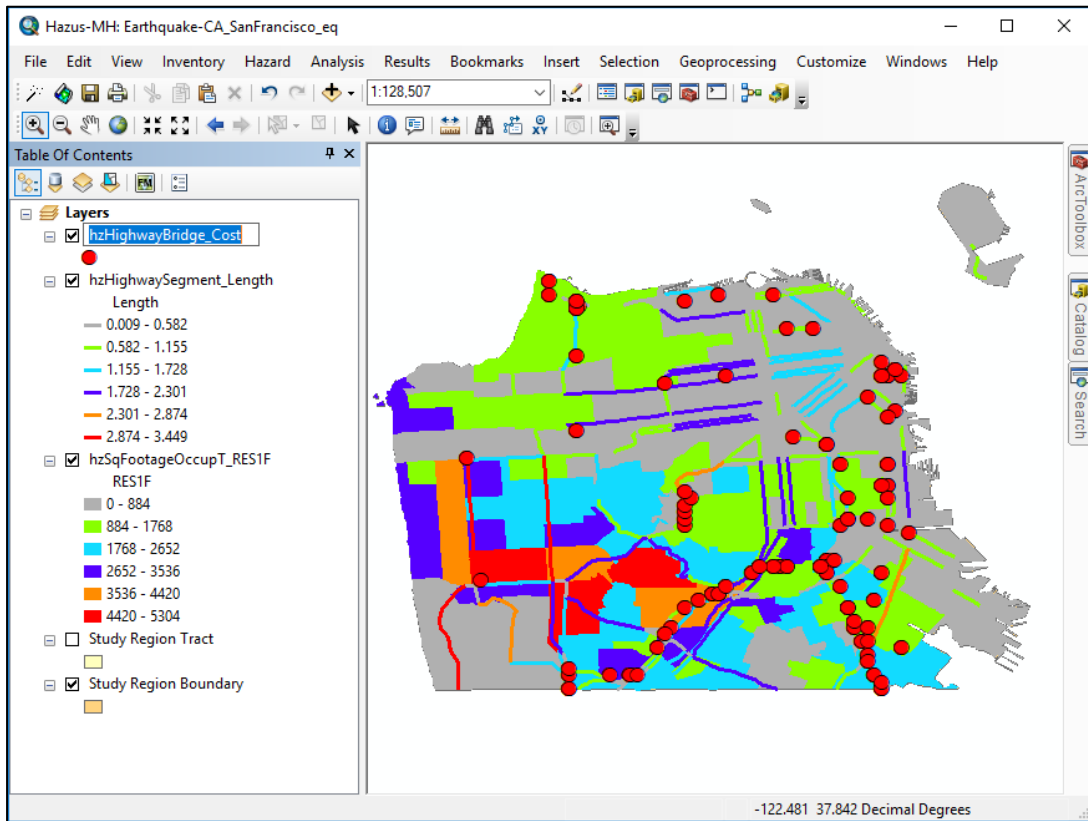 Hazus-MH: Earthquake-CA_SanFrancisco_eq
File Edit View Inventory Hazard Analysis Results Bookmarks Insert Selection Geoprocessing Customize Windows Help
1:128,507
XY
Table Of Contents
FM
Layers
hzHighwayBridge_Cost
hzHighwaySegment_Length
Length
0.009 - 0.582
0.582 - 1.155
1.155 - 1.728
1.728 - 2.301
2.301 - 2.874
2.874 - 3.449
hzSqFootageOccupT_RES1F
RES1F
0 - 884
884 - 1768
1768 - 2652
2652 - 3536
3536 - 4420
4420 - 5304
Study Region Tract
Study Region Boundary
ArcToolbox
Catalog
Search
-122.481 37.842 Decimal Degrees